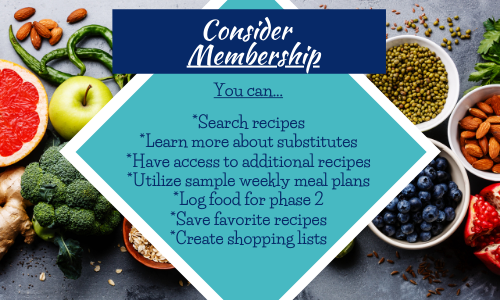 Consider
Membership
You can...
*Search recipes
*Learn more about substitutes
*Have access to additional recipes
*Utilize sample weekly meal plans
*Log food for phase 2
*Save favorite recipes
*Create shopping lists